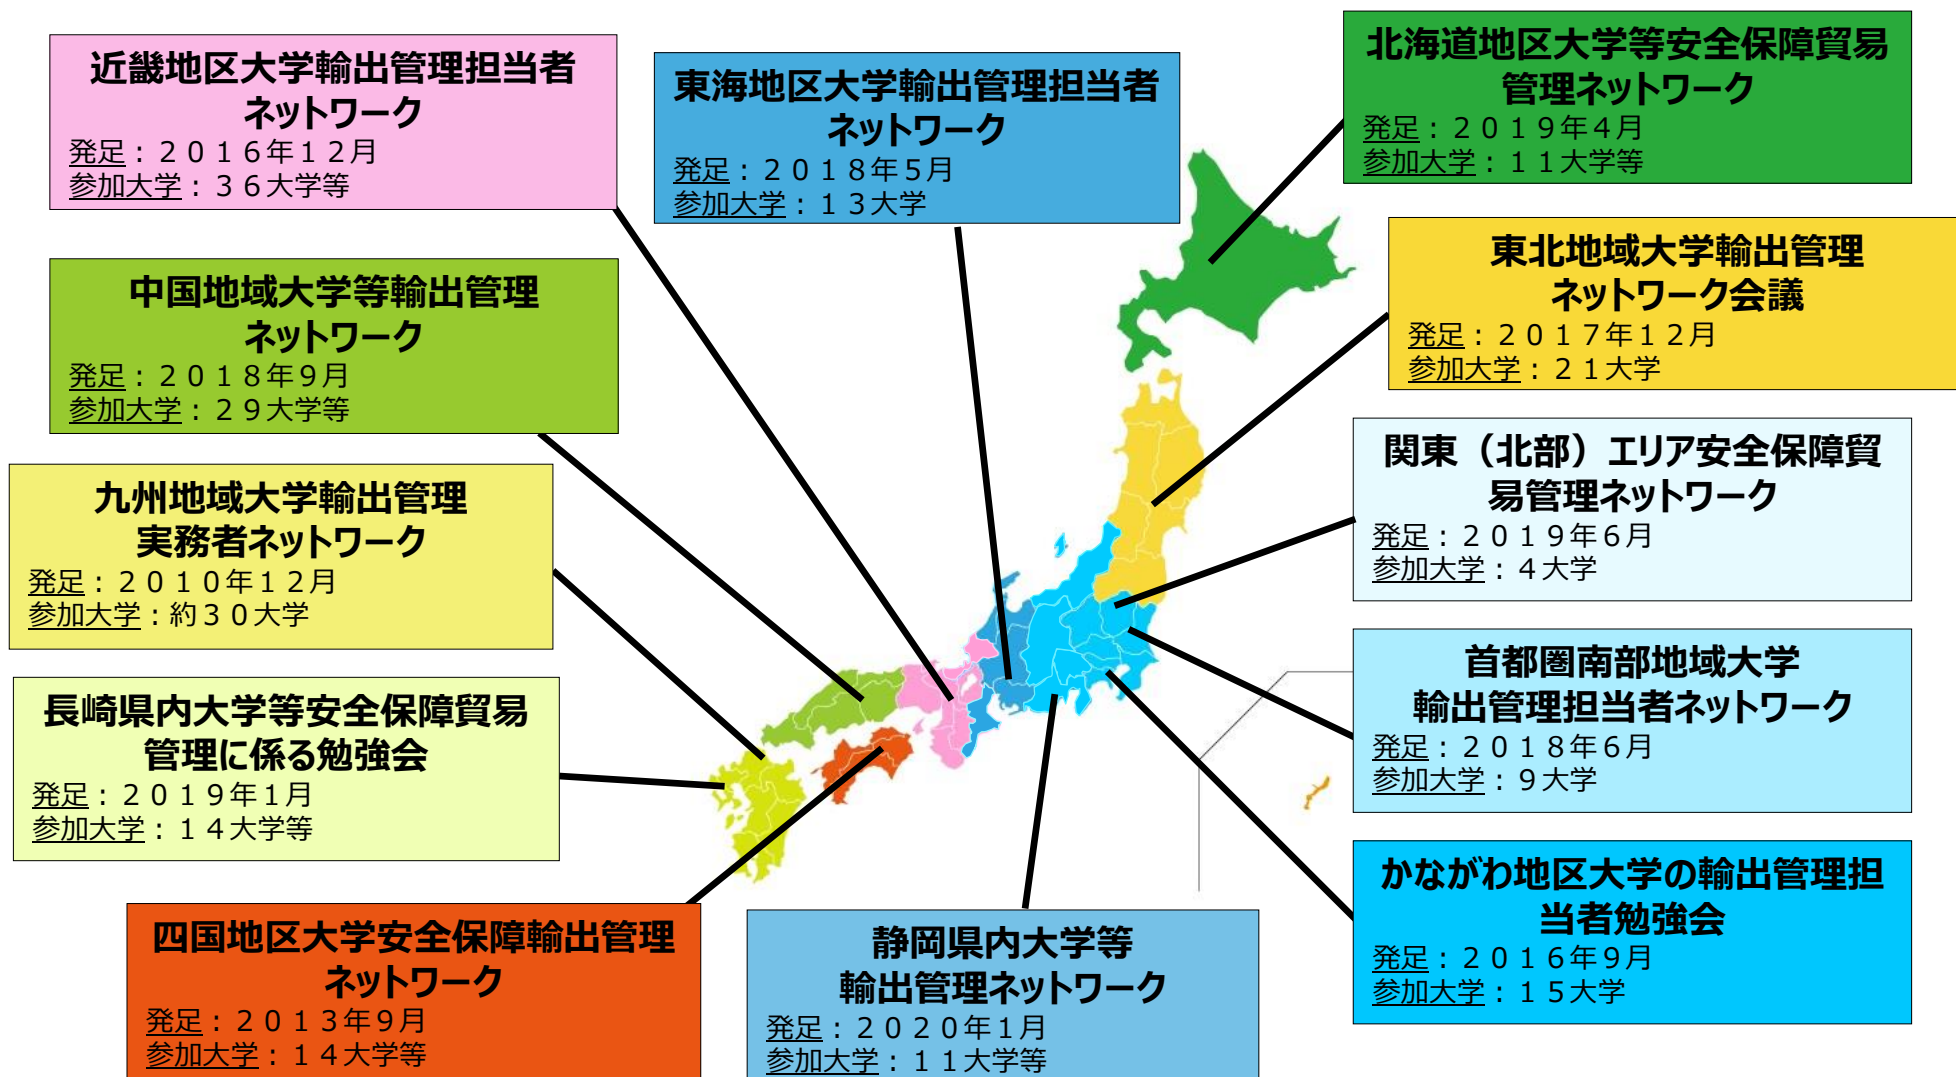 近畿地区大学輸出管理担当者
ネットワーク
発足：２０１６年１２月
参加大学：３６大学等
東海地区大学輸出管理担当者
ネットワーク
発足：２０１８年５月
参加大学：１３大学
北海道地区大学等安全保障貿易
管理ネットワーク
発足：２０１９年４月
参加大学：１１大学等
中国地域大学等輸出管理
ネットワーク
発足：２０１８年９月
参加大学：２９大学等
東北地域大学輸出管理
ネットワーク会議
発足：２０１７年１２月
参加大学：２１大学
九州地域大学輸出管理
実務者ネットワーク
発足：２０１０年１２月
参加大学：約３０大学
関東（北部）エリア安全保障貿
易管理ネットワーク
発足：２０１９年６月
参加大学：４大学
長崎県内大学等安全保障貿易
管理に係る勉強会
発足：２０１９年１月
参加大学：１４大学等
首都圏南部地域大学
輸出管理担当者ネットワーク
発足：２０１８年６月
参加大学：９大学
四国地区大学安全保障輸出管理
ネットワーク
発足：２０１３年９月
参加大学：１４大学等
静岡県内大学等
輸出管理ネットワーク
発足：２０２０年１月
参加大学：１１大学等
かながわ地区大学の輸出管理担
当者勉強会
発足：２０１６年９月
参加大学：１５大学